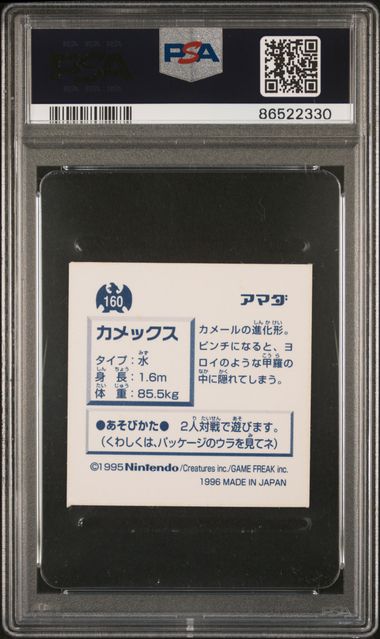 PSA
86522330
160
アマダ
カメックス
タイプ：水
身長：1.6m
体重：85.5kg
カメールの進化形。
ピンチになると、ヨ
ロイのような甲羅の
中に隠れてしまう。
●あそびかた● 2人対戦で遊びます。
(くわしくは、パッケージのウラを見てネ)
©1995 Nintendo/Creatures inc./GAME FREAK inc.
1996 MADE IN JAPAN